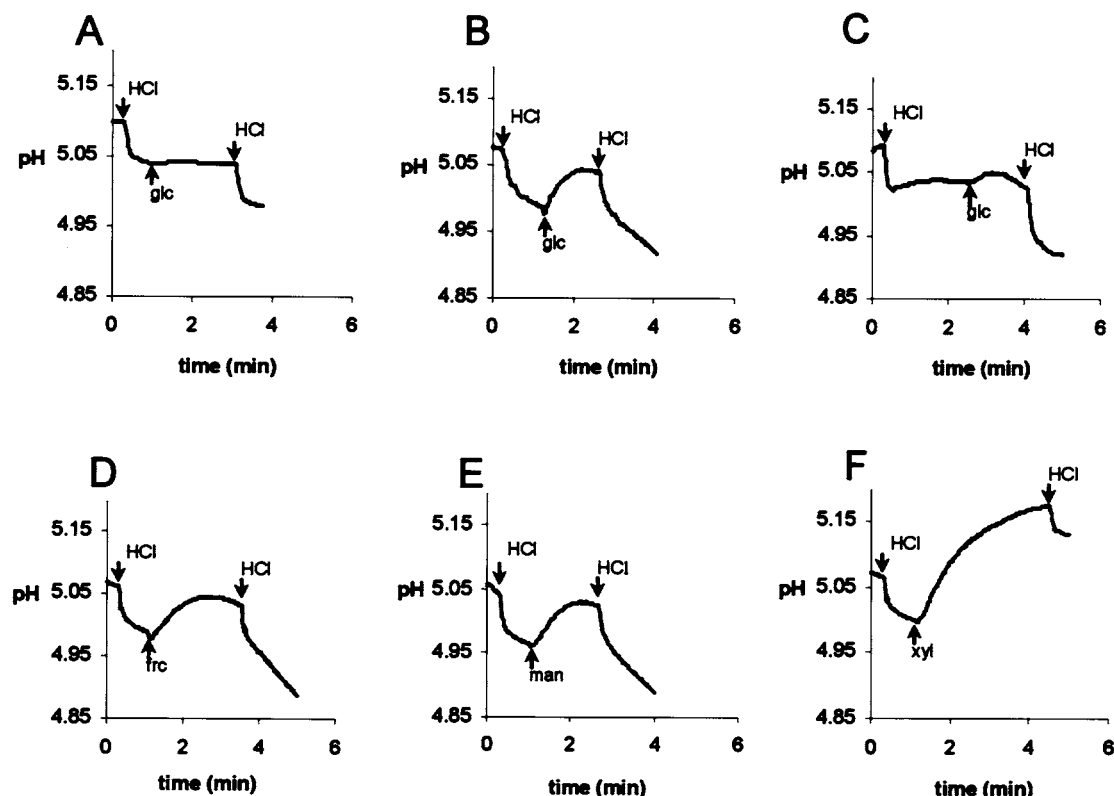 A
5.15
HCl
HCl
5.05
pH
glc
4.95
4.85
0 2 4 6
time (min)
B
5.15
HCl
HCl
5.05
pH
4.95
glc
4.85
0 2 4 6
time (min)
C
5.15
HCl
HCl
5.05
pH
glc
4.95
4.85
0 2 4 6
time (min)
D
5.15
HCl
HCl
5.05
pH
4.95
frc
4.85
0 2 4 6
time (min)
E
5.15
HCl
HCl
5.05
pH
4.95
man
4.85
0 2 4 6
time (min)
F
HCl
5.15
HCl
5.05
pH
4.95
xyl
4.85
0 2 4 6
time (min)